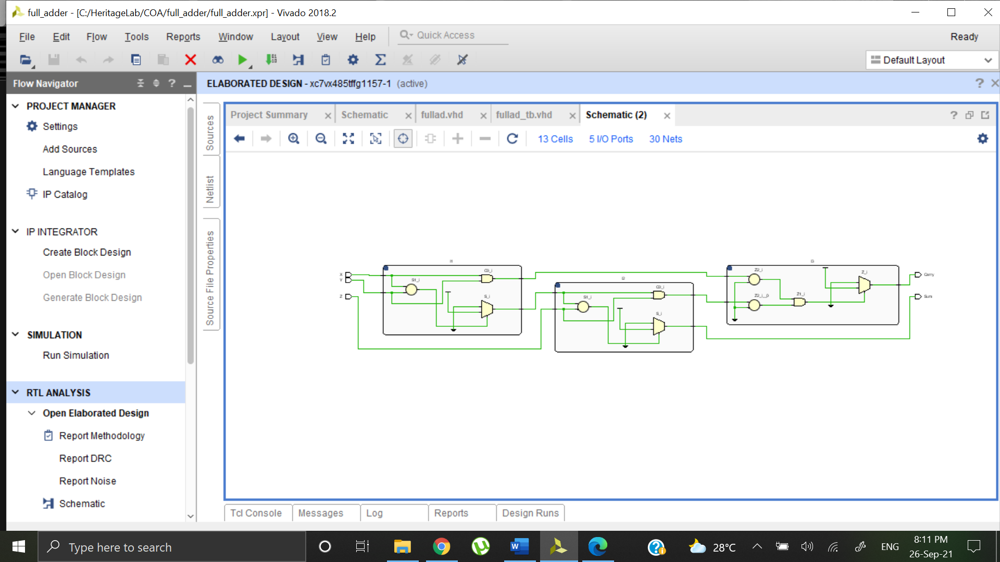 full_adder - [C:/HeritageLab/COA/full_adder/full_adder.xpr] - Vivado 2018.2
File Edit Flow Tools Reports Window Layout View Help Quick Access Ready
Default Layout
Flow Navigator
ELABORATED DESIGN - xc7vx485tffg1157-1 (active)
PROJECT MANAGER
Settings
Add Sources
Language Templates
IP Catalog
IP INTEGRATOR
Create Block Design
Open Block Design
Generate Block Design
SIMULATION
Run Simulation
RTL ANALYSIS
Open Elaborated Design
Report Methodology
Report DRC
Report Noise
Schematic
Sources
Netlist
Source File Properties
Project Summary Schematic fullad.vhd fullad_tb.vhd Schematic (2)
13 Cells 5 I/O Ports 30 Nets
X
Y
Z
I1
C0_i
S1_i
S_i
I2
C0_i
S1_i
S_i
I3
Z2_i
Z2_i__0
Z1_i
Z_i
Carry
Sum
Tcl Console Messages Log Reports Design Runs
Type here to search
28°C
ENG
8:11 PM
26-Sep-21